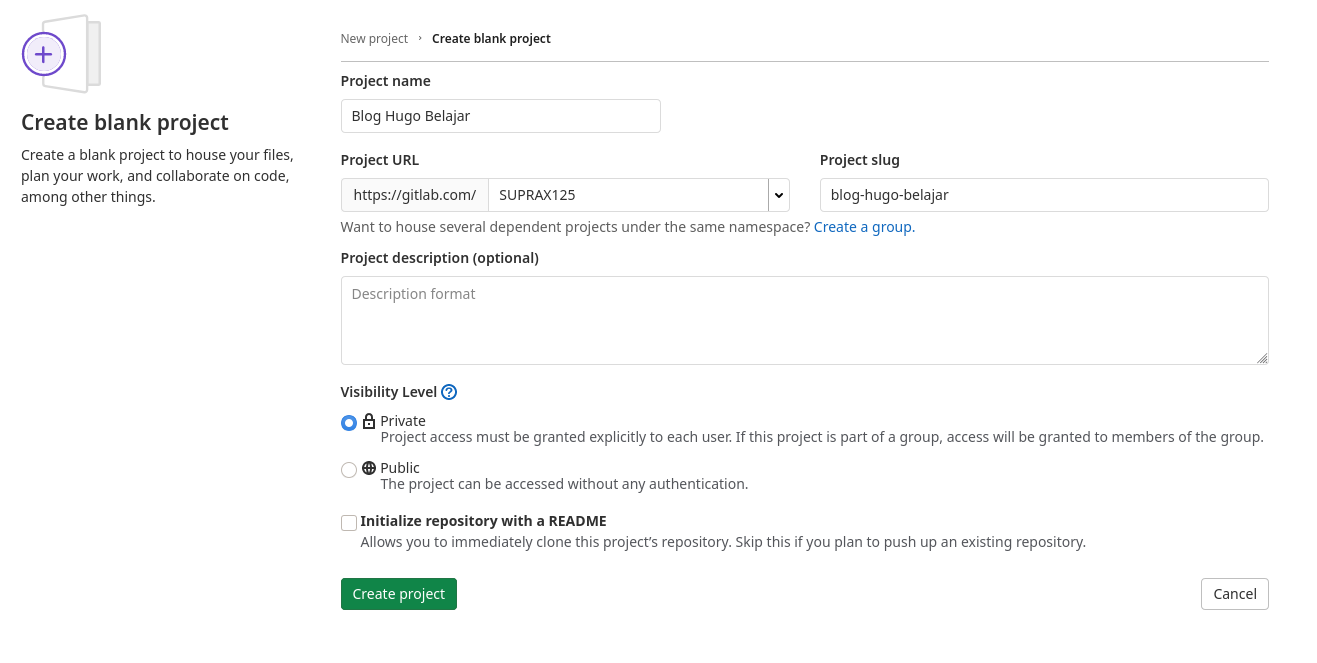 Create blank project
Create a blank project to house your files,
plan your work, and collaborate on code,
among other things.
New project › Create blank project
Project name
Blog Hugo Belajar
Project URL
Project slug
https://gitlab.com/ SUPRAX125
blog-hugo-belajar
Want to house several dependent projects under the same namespace? Create a group.
Project description (optional)
Description format
Visibility Level
Private
Project access must be granted explicitly to each user. If this project is part of a group, access will be granted to members of the group.
Public
The project can be accessed without any authentication.
Initialize repository with a README
Allows you to immediately clone this project’s repository. Skip this if you plan to push up an existing repository.
Create project
Cancel